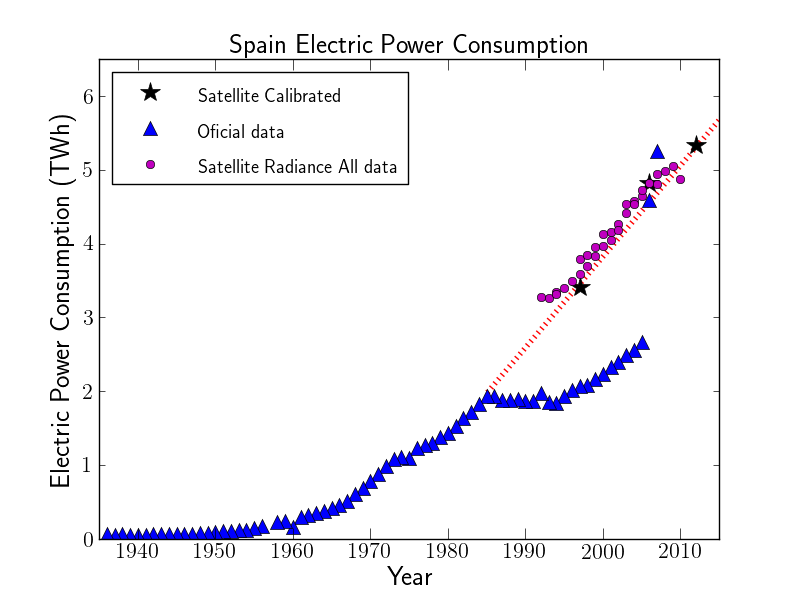 Spain Electric Power Consumption
Satellite Calibrated
Oficial data
Satellite Radiance All data
Electric Power Consumption (TWh)
6
5
4
3
2
1
0
1940 1950 1960 1970 1980 1990 2000 2010
Year